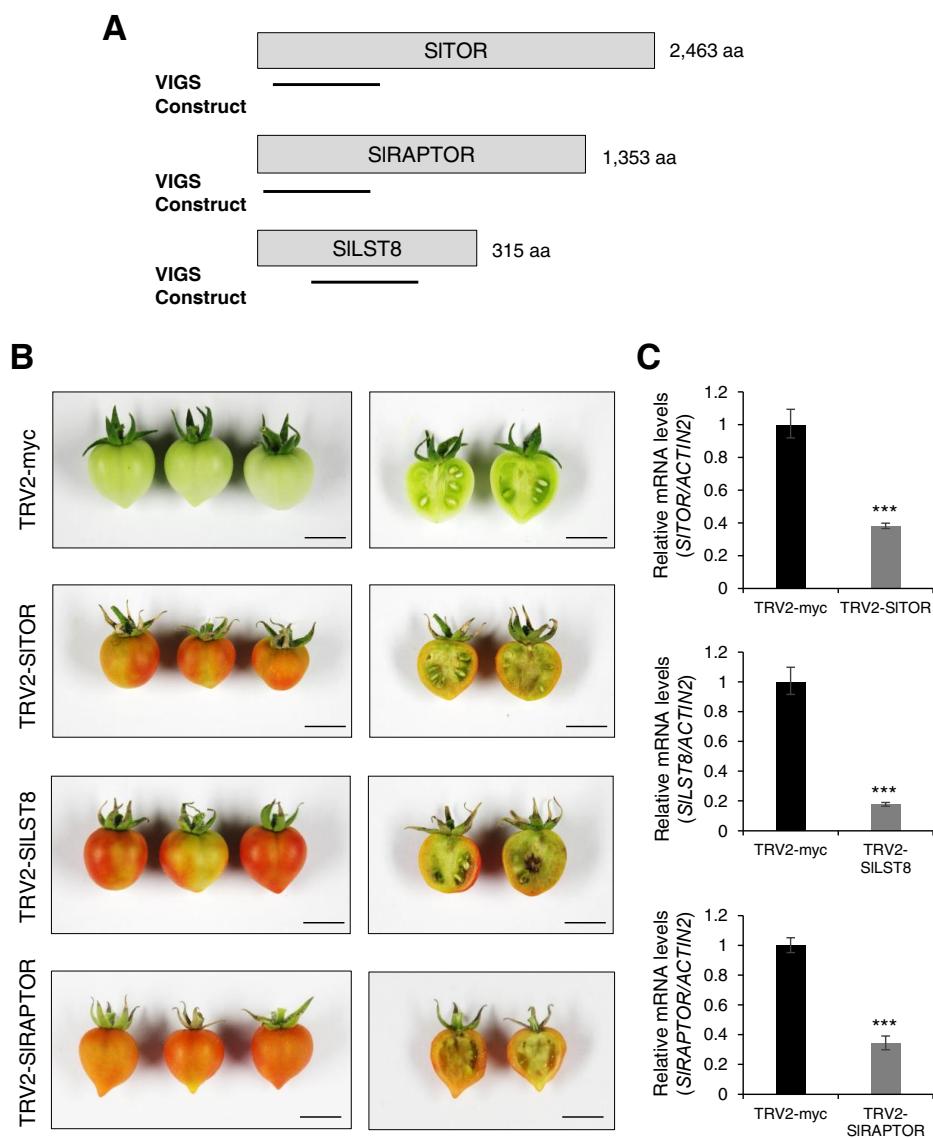 A
SlTOR
2,463 aa
VIGS
Construct
SlRAPTOR
1,353 aa
VIGS
Construct
SlLST8
315 aa
VIGS
Construct
B
TRV2-myc
TRV2-SlTOR
TRV2-SlLST8
TRV2-SlRAPTOR
C
Relative mRNA levels
(SlTOR/ACTIN2)
1.2
1
0.8
0.6
0.4
0.2
0
***
TRV2-myc
TRV2-SlTOR
Relative mRNA levels
(SlLST8/ACTIN2)
1.2
1
0.8
0.6
0.4
0.2
0
***
TRV2-myc
TRV2-
SlLST8
Relative mRNA levels
(SlRAPTOR/ACTIN2)
1.2
1
0.8
0.6
0.4
0.2
0
***
TRV2-myc
TRV2-
SlRAPTOR